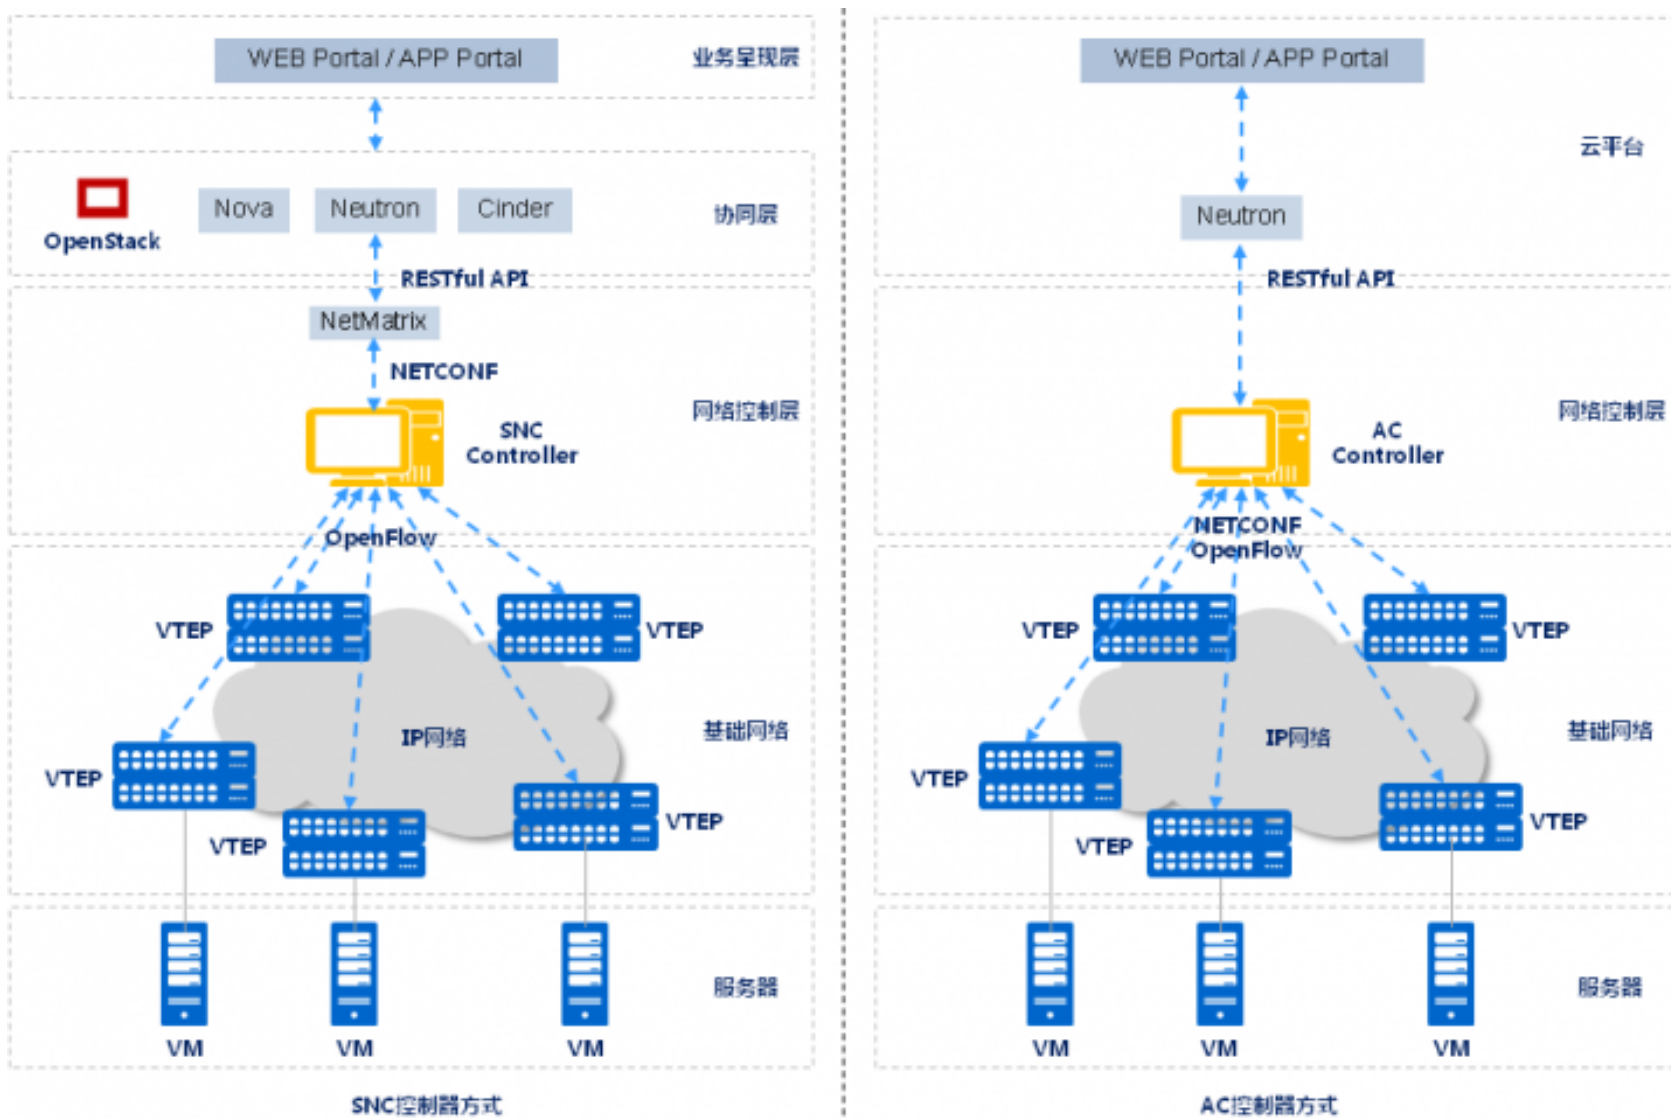 WEB Portal / APP Portal
业务呈现层
OpenStack
Nova
Neutron
Cinder
协同层
RESTful API
NetMatrix
NETCONF
SNC
Controller
网络控制层
OpenFlow
VTEP
VTEP
IP网络
基础网络
VTEP
VTEP
VTEP
服务器
VM
VM
VM
SNC控制器方式
WEB Portal / APP Portal
云平台
Neutron
RESTful API
AC
Controller
网络控制层
NETCONF
OpenFlow
VTEP
VTEP
IP网络
基础网络
VTEP
VTEP
VTEP
服务器
VM
VM
VM
AC控制器方式